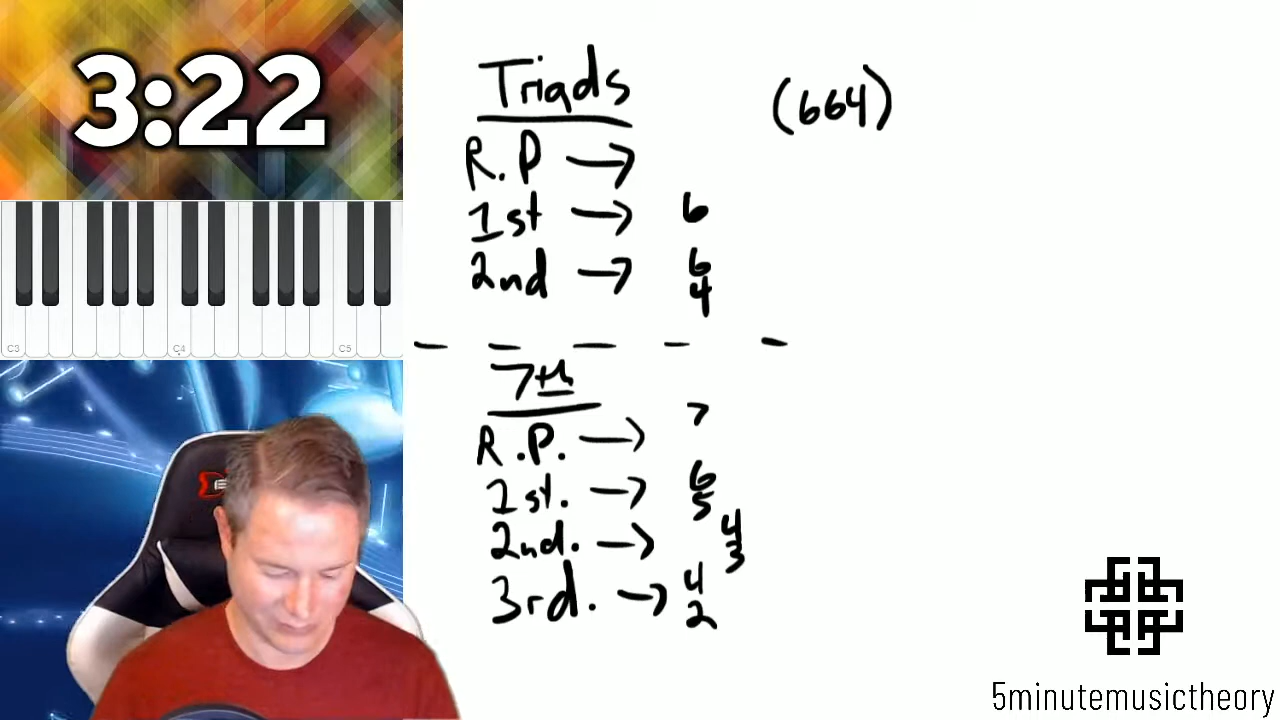 3:22
Triads (664)
R.P →
1st → 6
2nd → 6
4
C3 C4 C5
7th
R.P. → 7
1st. → 6
5
2nd. → 4
3
3rd. → 4
2
5minutemusictheory